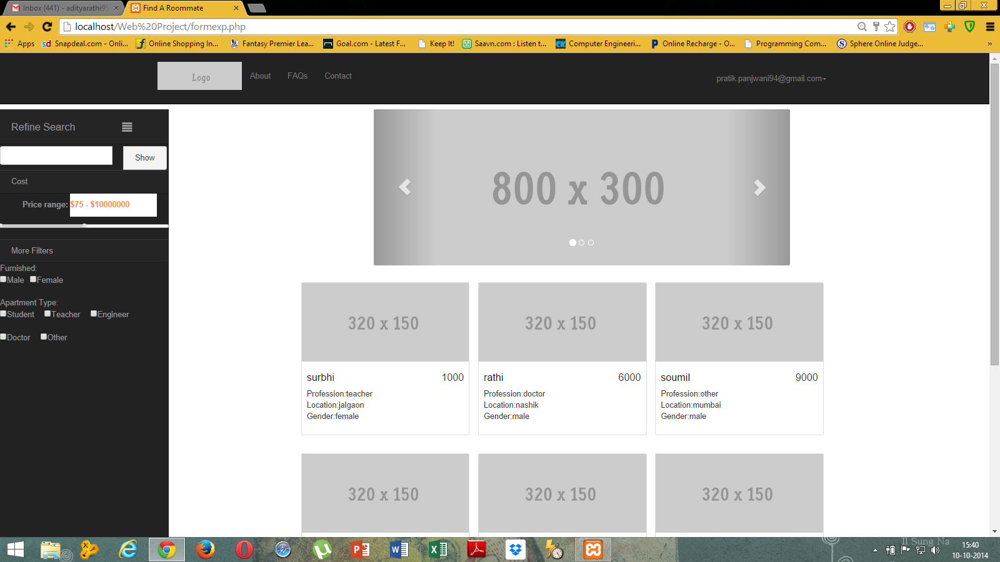 Inbox (441) - adityarathi95
Find A Roommate
localhost/Web%20Project/formexp.php
Apps
Snapdeal.com - Onli...
Online Shopping In...
Fantasy Premier Lea...
Goal.com - Latest F...
Keep It!
Saavn.com : Listen t...
Computer Engineeri...
Online Recharge - O...
Programming Com...
Sphere Online Judge...
»
Logo
About
FAQs
Contact
pratik.panjwani94@gmail.com
Refine Search
Show
Cost
Price range: $75 - $10000000
More Filters
Furnished:
Male Female
Apartment Type:
Student Teacher Engineer
Doctor Other
800 x 300
320 x 150
320 x 150
320 x 150
surbhi 1000
Profession:teacher
Location:jalgaon
Gender:female
rathi 6000
Profession:doctor
Location:nashik
Gender:male
soumil 9000
Profession:other
Location:mumbai
Gender:male
320 x 150
320 x 150
320 x 150
Il Sung Na
15:40
10-10-2014